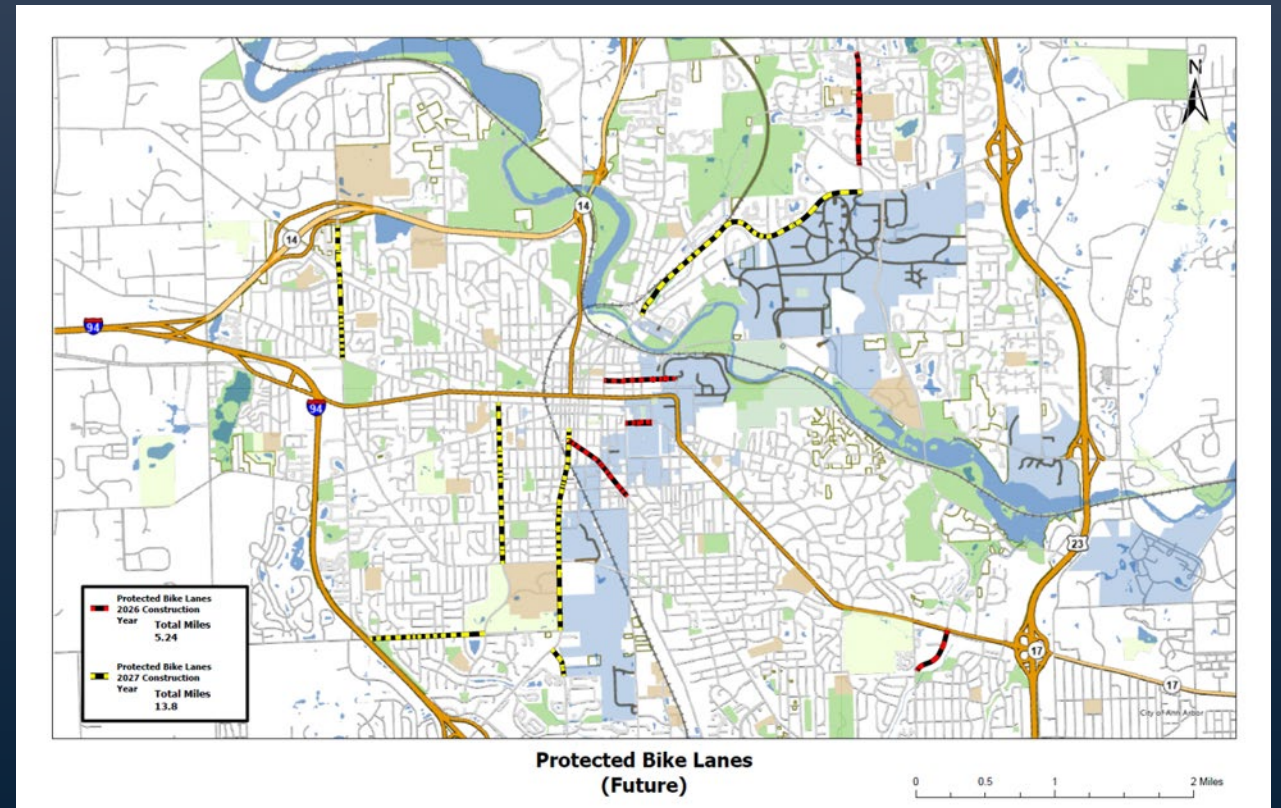 N
14
14
94
94
23
17
17
City of Ann Arbor
Protected Bike Lanes
2026 Construction
Year Total Miles
5.24
Protected Bike Lanes
2027 Construction
Year Total Miles
13.8
Protected Bike Lanes
(Future)
0 0.5 1 2 Miles